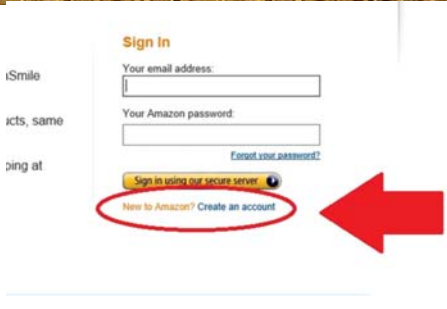 Sign In
Smile
Your email address:
Your Amazon password:
ucts, same
Forgot your password?
ping at
Sign in using our secure server
New to Amazon? Create an account